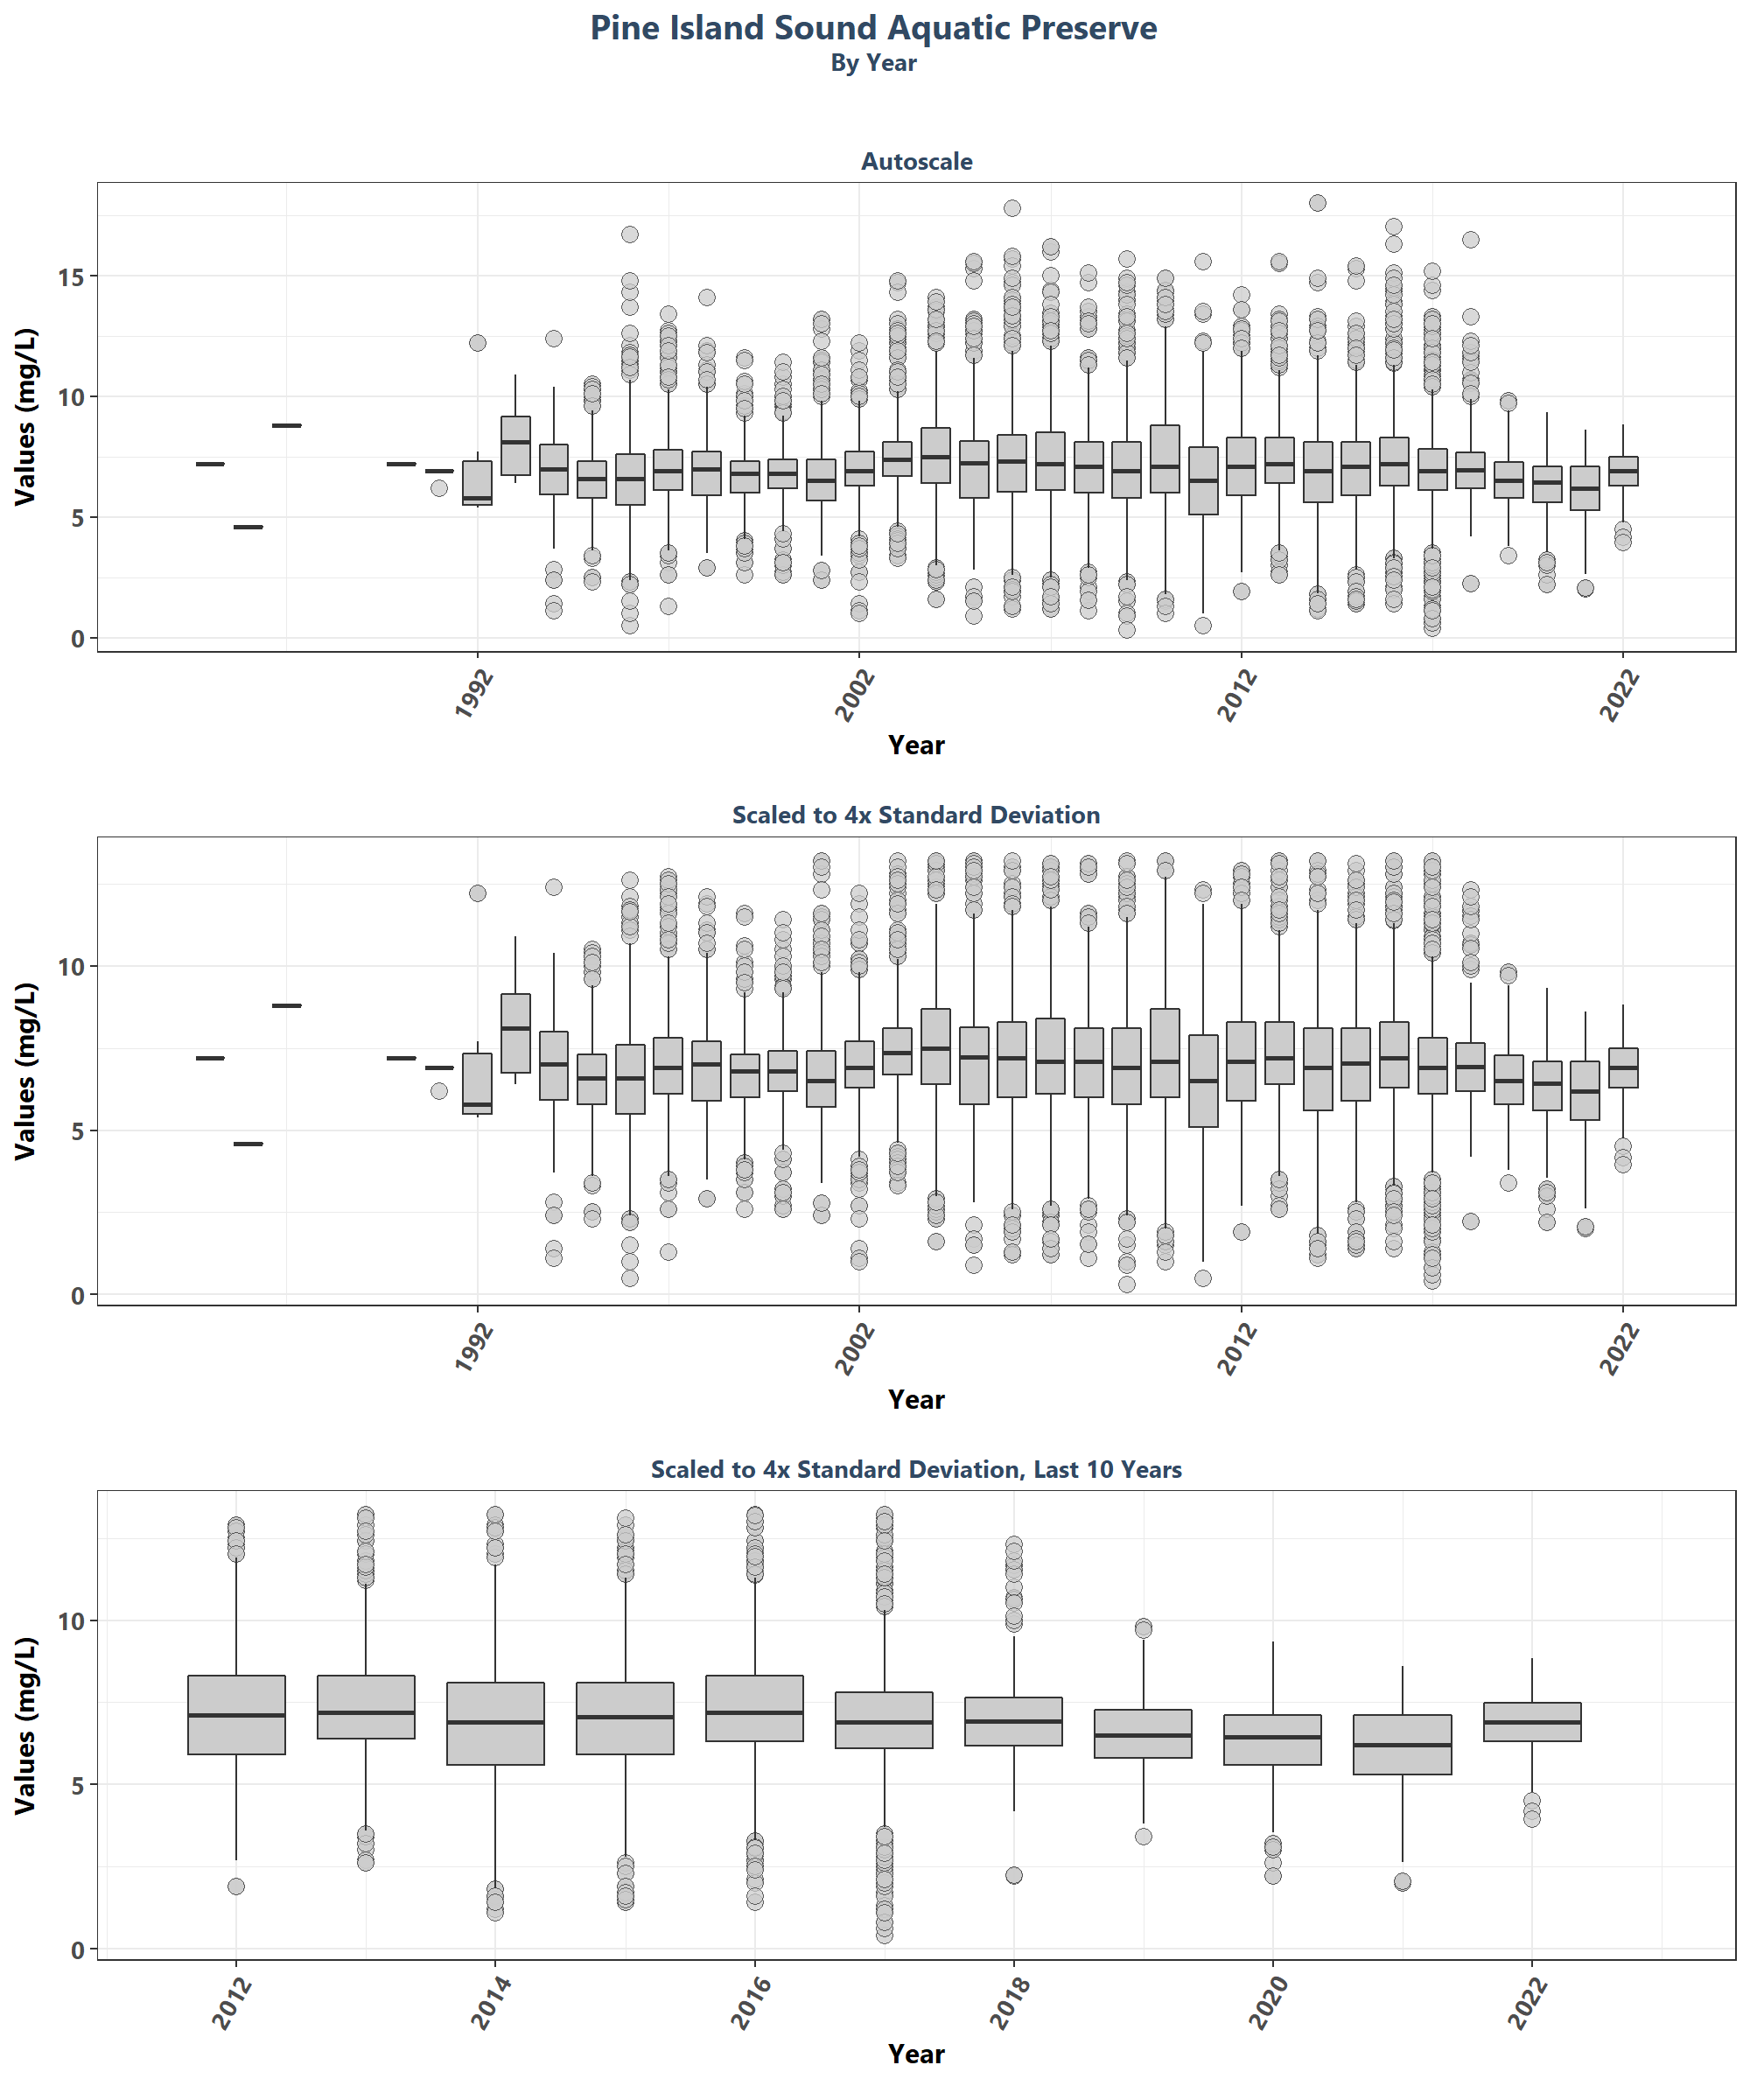 Pine Island Sound Aquatic Preserve
By Year
Autoscale
Values (mg/L)
15
10
5
0
1992
2002
2012
2022
Year
Scaled to 4x Standard Deviation
Values (mg/L)
10
5
0
1992
2002
2012
2022
Year
Scaled to 4x Standard Deviation, Last 10 Years
Values (mg/L)
10
5
0
2012
2014
2016
2018
2020
2022
Year